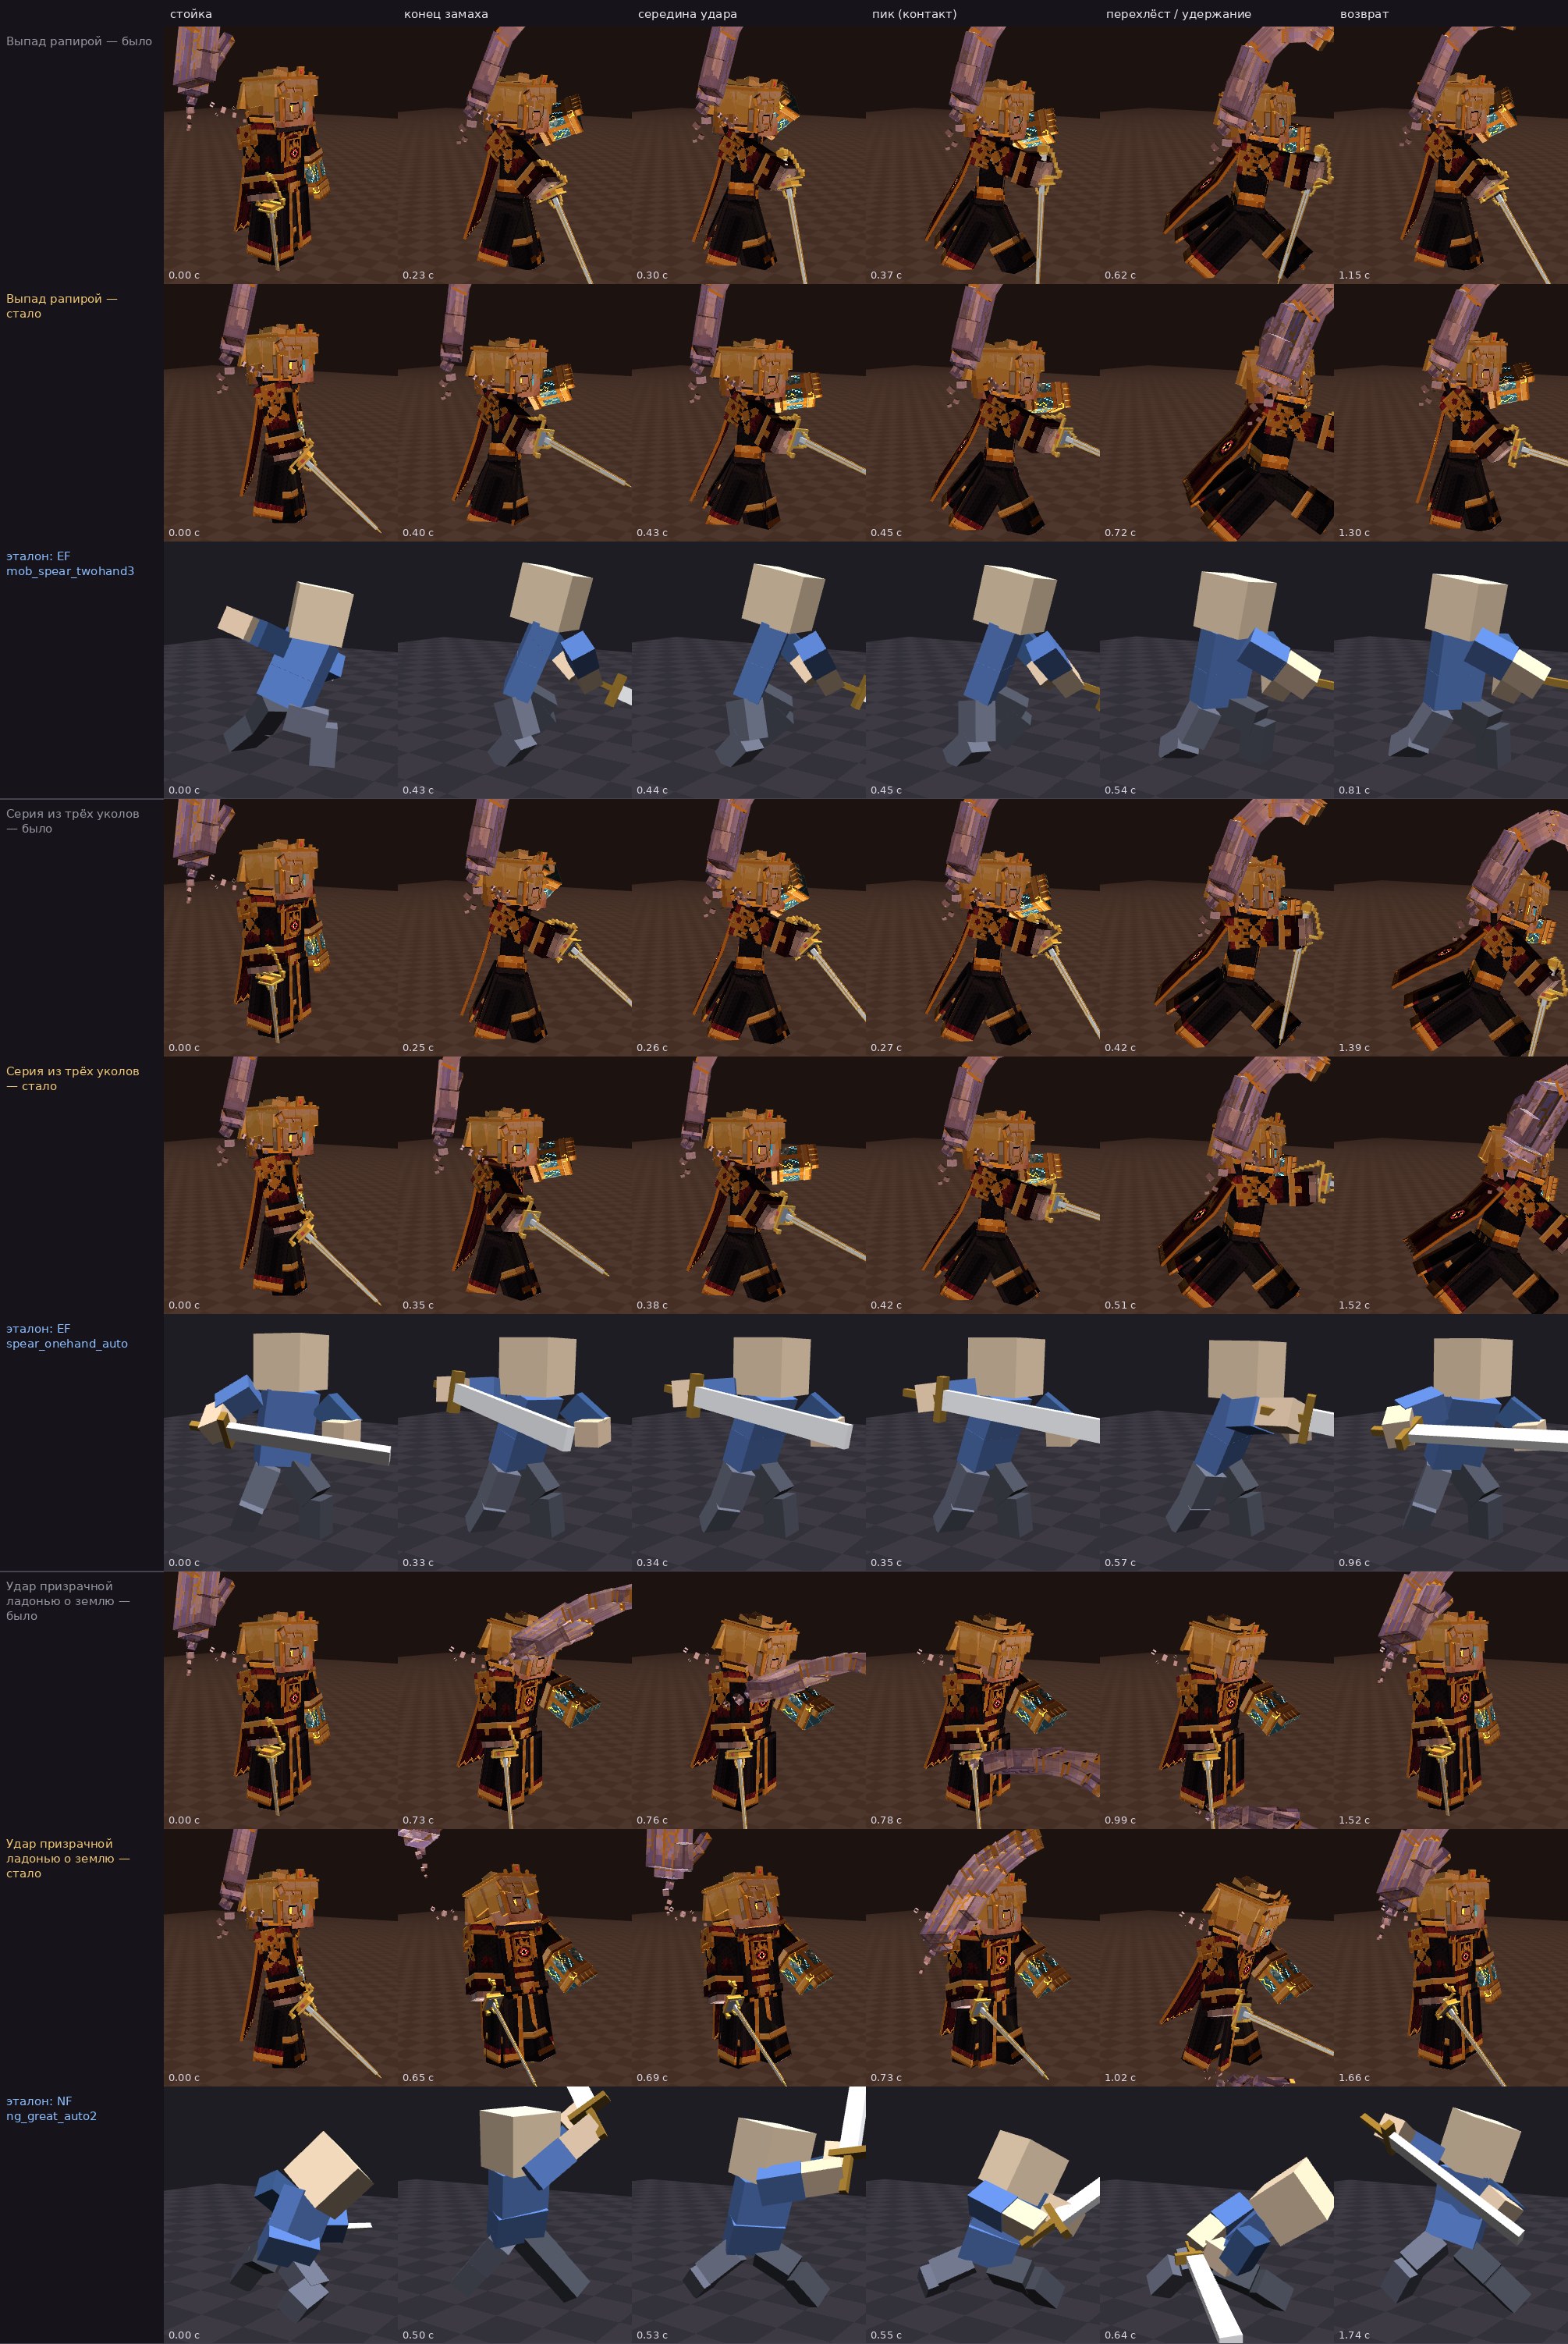 стойка
конец замаха
середина удара
пик (контакт)
перехлёст / удержание
возврат
Выпад рапирой — было
0.00 с
0.23 с
0.30 с
0.37 с
0.62 с
1.15 с
Выпад рапирой —
стало
0.00 с
0.40 с
0.43 с
0.45 с
0.72 с
1.30 с
эталон: EF
mob_spear_twohand3
0.00 с
0.43 с
0.44 с
0.45 с
0.54 с
0.81 с
Серия из трёх уколов
— было
0.00 с
0.25 с
0.26 с
0.27 с
0.42 с
1.39 с
Серия из трёх уколов
— стало
0.00 с
0.35 с
0.38 с
0.42 с
0.51 с
1.52 с
эталон: EF
spear_onehand_auto
0.00 с
0.33 с
0.34 с
0.35 с
0.57 с
0.96 с
Удар призрачной
ладонью о землю —
было
0.00 с
0.73 с
0.76 с
0.78 с
0.99 с
1.52 с
Удар призрачной
ладонью о землю —
стало
0.00 с
0.65 с
0.69 с
0.73 с
1.02 с
1.66 с
эталон: NF
ng_great_auto2
0.00 с
0.50 с
0.53 с
0.55 с
0.64 с
1.74 с